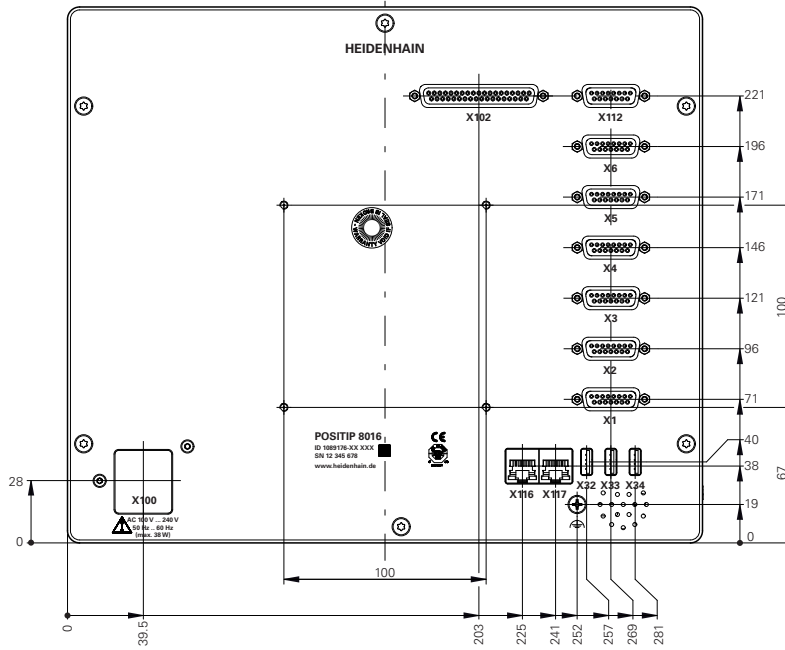 HEIDENHAIN
X102
X112
221
X6
196
X5
171
X4
146
X3
121
100
X2
96
X1
71
POSITIP 8016
ID 1089176-XX XXX
SN 12 345 678
www.heidenhain.de
CE
40
38
67
X100
X116
X117
X32
X33
X34
28
19
AC 100 V ... 240 V
50 Hz .. 60 Hz
(max. 38 W)
0
0
100
0
39.5
203
225
241
252
257
269
281